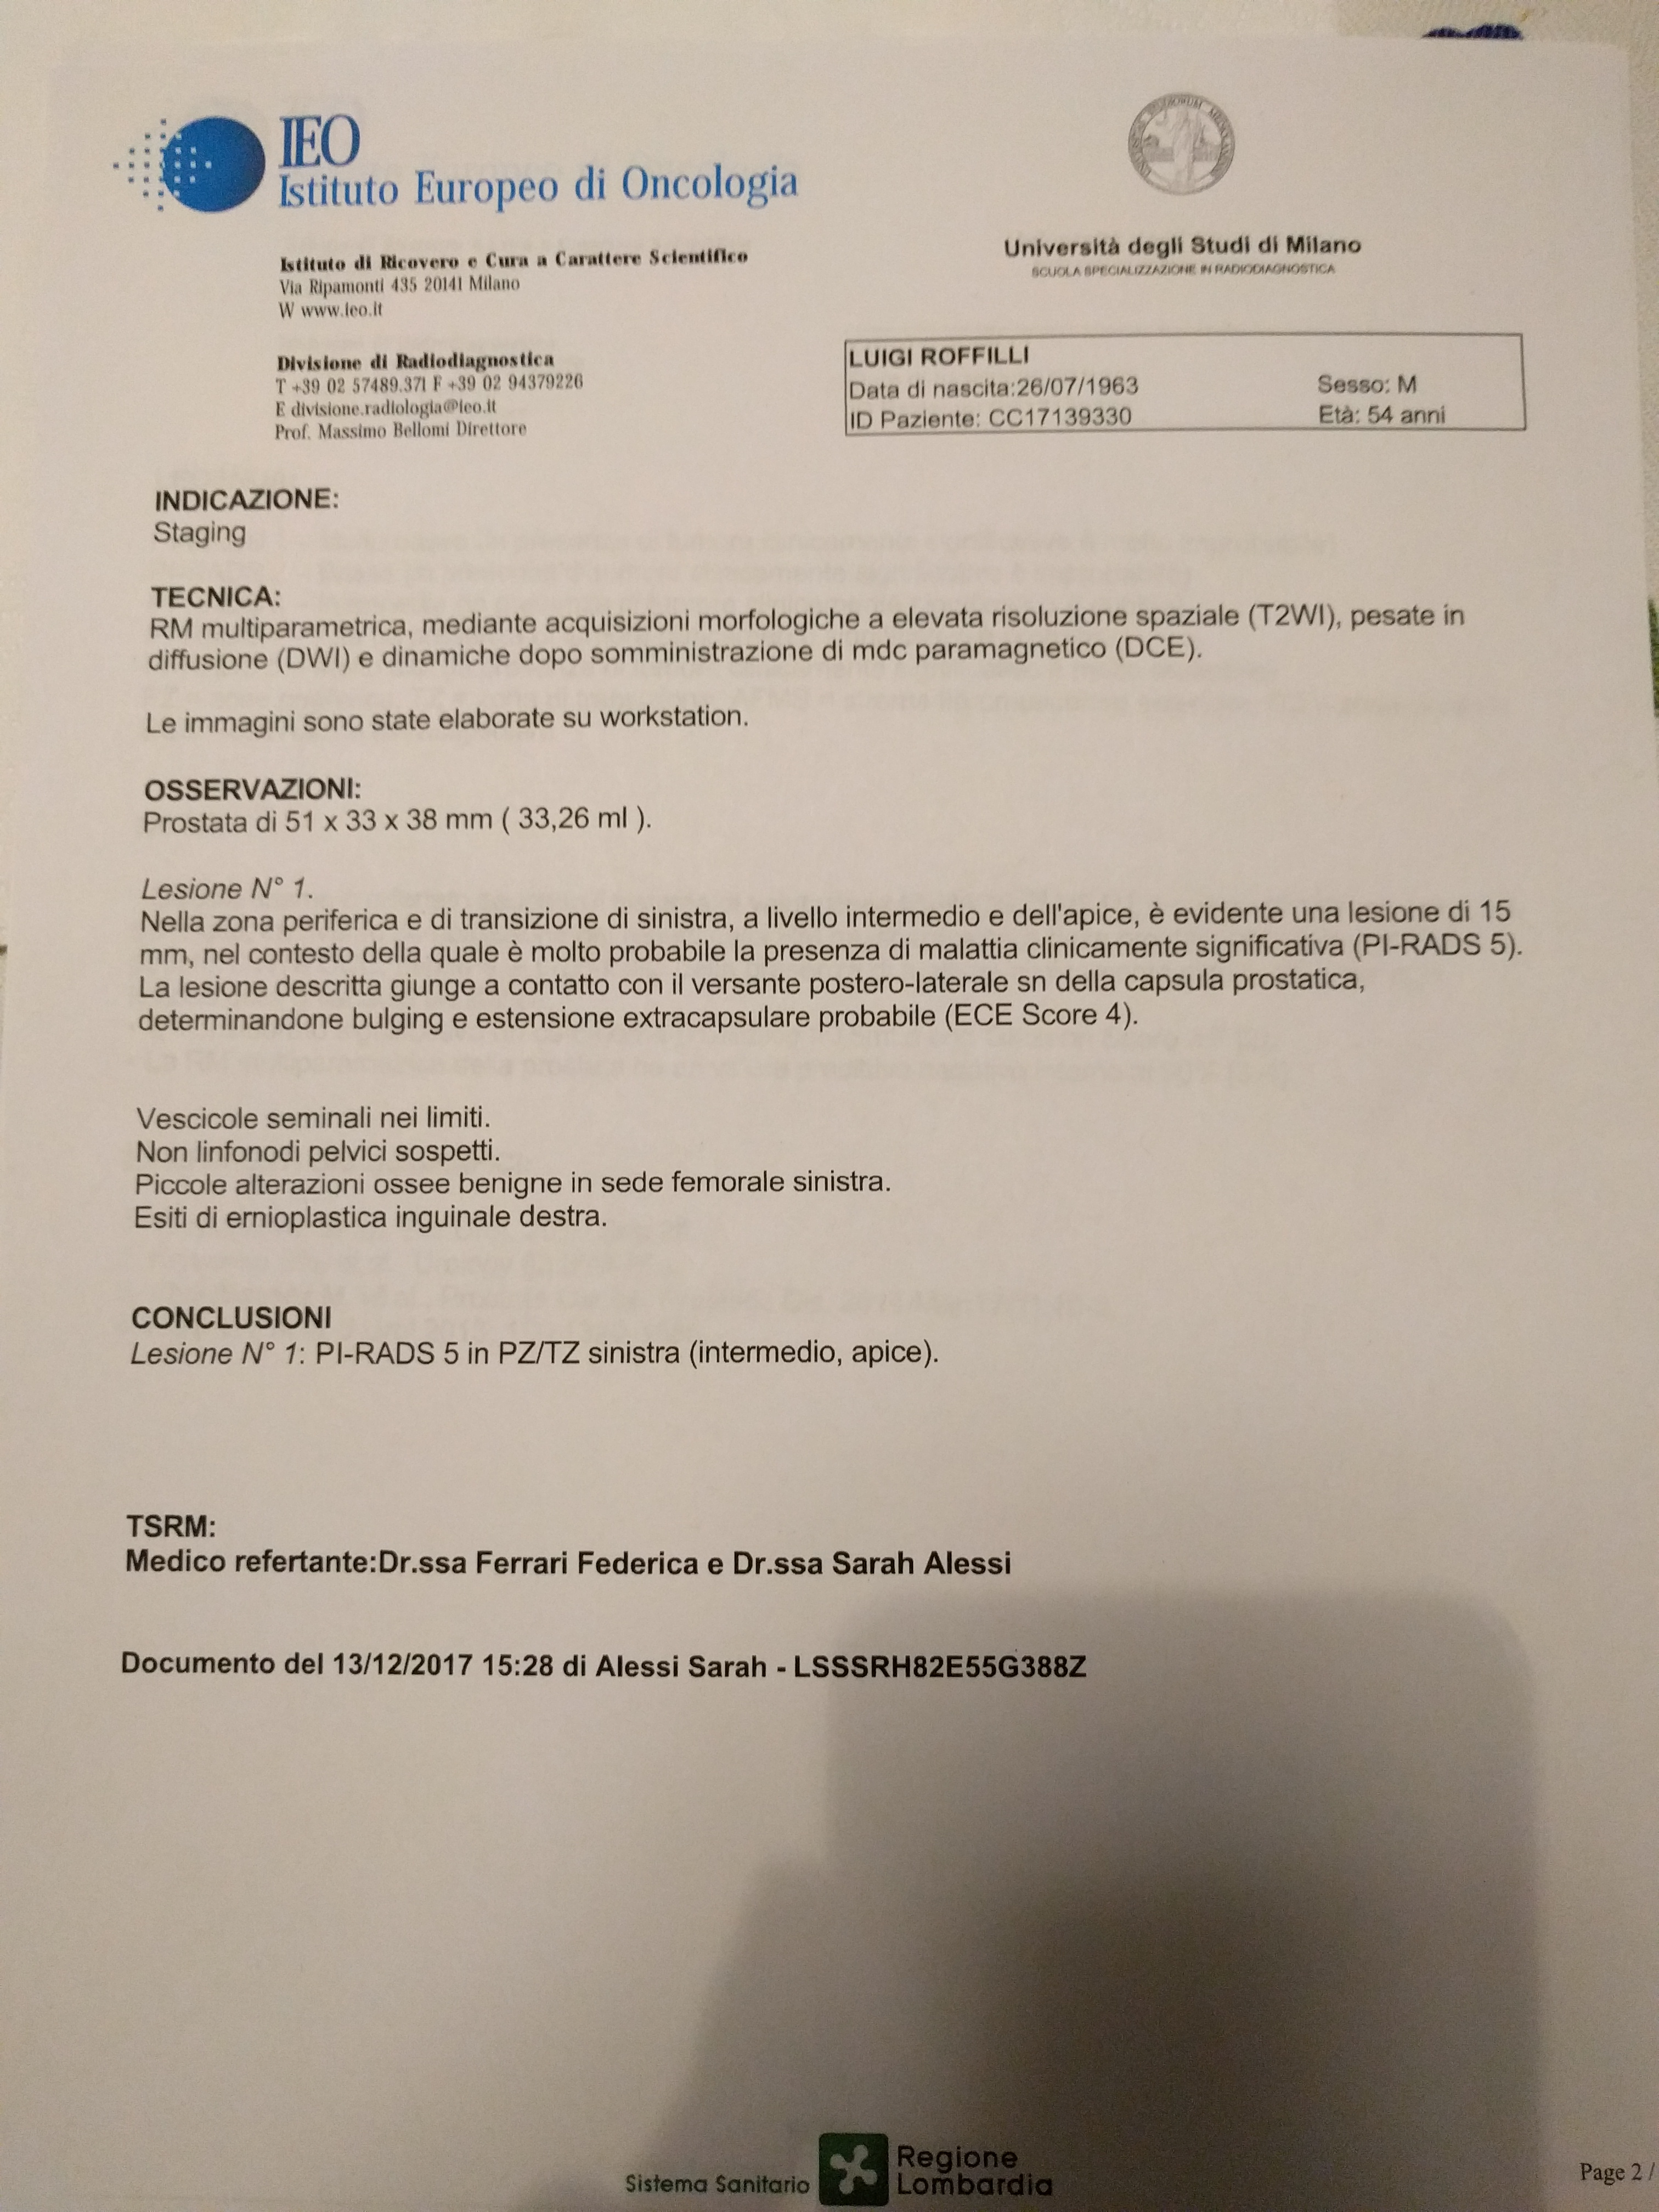 IEO
Istituto Europeo di Oncologia
Istituto di Ricovero e Cura a Carattere Scientifico
Via Ripamonti 435 20141 Milano
W www.ieo.it
Università degli Studi di Milano
SCUOLA SPECIALIZZAZIONE IN RADIODIAGNOSTICA
Divisione di Radiodiagnostica
T +39 02 57489.371 F +39 02 94379226
E divisione.radiologia@ieo.it
Prof. Massimo Bellomi Direttore
LUIGI ROFFILLI
Data di nascita:26/07/1963 Sesso: M
ID Paziente: CC17139330 Età: 54 anni
INDICAZIONE:
Staging
TECNICA:
RM multiparametrica, mediante acquisizioni morfologiche a elevata risoluzione spaziale (T2WI), pesate in
diffusione (DWI) e dinamiche dopo somministrazione di mdc paramagnetico (DCE).
Le immagini sono state elaborate su workstation.
OSSERVAZIONI:
Prostata di 51 x 33 x 38 mm ( 33,26 ml ).
Lesione N° 1.
Nella zona periferica e di transizione di sinistra, a livello intermedio e dell'apice, è evidente una lesione di 15
mm, nel contesto della quale è molto probabile la presenza di malattia clinicamente significativa (PI-RADS 5).
La lesione descritta giunge a contatto con il versante postero-laterale sn della capsula prostatica,
determinandone bulging e estensione extracapsulare probabile (ECE Score 4).
Vescicole seminali nei limiti.
Non linfonodi pelvici sospetti.
Piccole alterazioni ossee benigne in sede femorale sinistra.
Esiti di ernioplastica inguinale destra.
CONCLUSIONI
Lesione N° 1: PI-RADS 5 in PZ/TZ sinistra (intermedio, apice).
TSRM:
Medico refertante:Dr.ssa Ferrari Federica e Dr.ssa Sarah Alessi
Documento del 13/12/2017 15:28 di Alessi Sarah - LSSSRH82E55G388Z
Sistema Sanitario Regione
Lombardia
Page 2 /